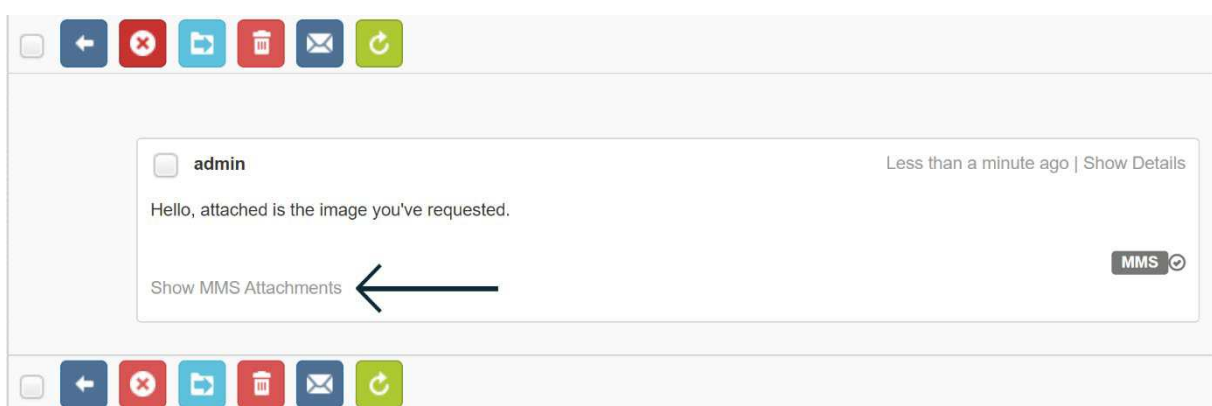 admin
Less than a minute ago | Show Details
Hello, attached is the image you've requested.
MMS
Show MMS Attachments